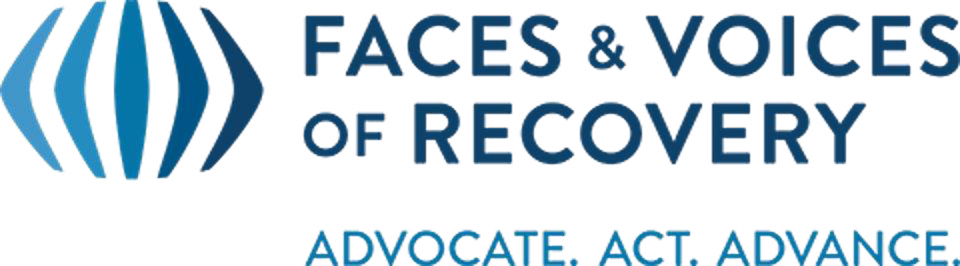 FACES & VOICES
OF RECOVERY
ADVOCATE. ACT. ADVANCE.